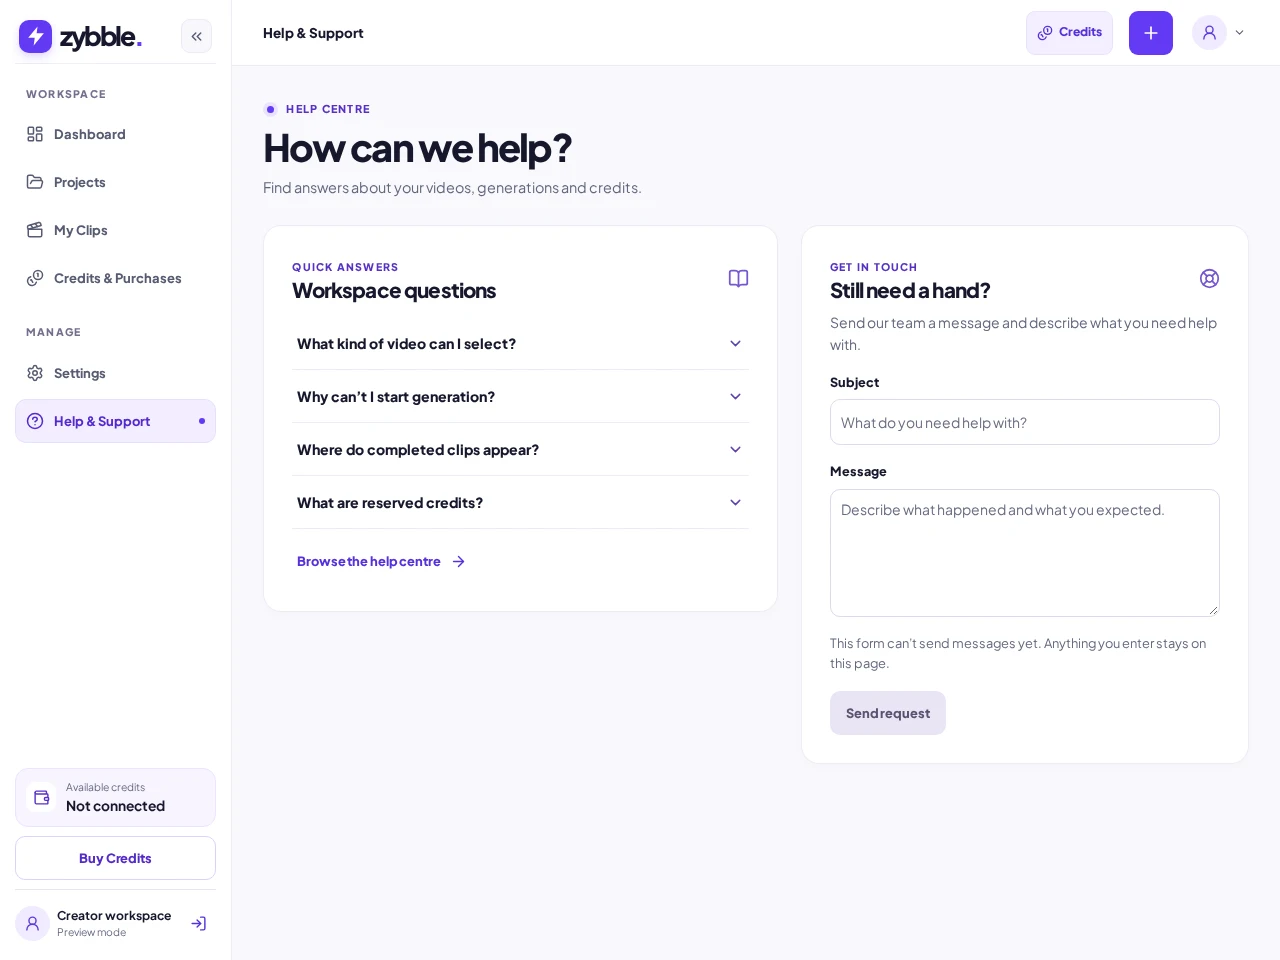 zybble.
WORKSPACE
Dashboard
Projects
My Clips
Credits & Purchases
MANAGE
Settings
Help & Support
Available credits
Not connected
Buy Credits
Creator workspace
Preview mode
Help & Support
Credits
HELP CENTRE
How can we help?
Find answers about your videos, generations and credits.
QUICK ANSWERS
Workspace questions
What kind of video can I select?
Why can’t I start generation?
Where do completed clips appear?
What are reserved credits?
Browse the help centre
GET IN TOUCH
Still need a hand?
Send our team a message and describe what you need help
with.
Subject
What do you need help with?
Message
Describe what happened and what you expected.
This form can’t send messages yet. Anything you enter stays on
this page.
Send request